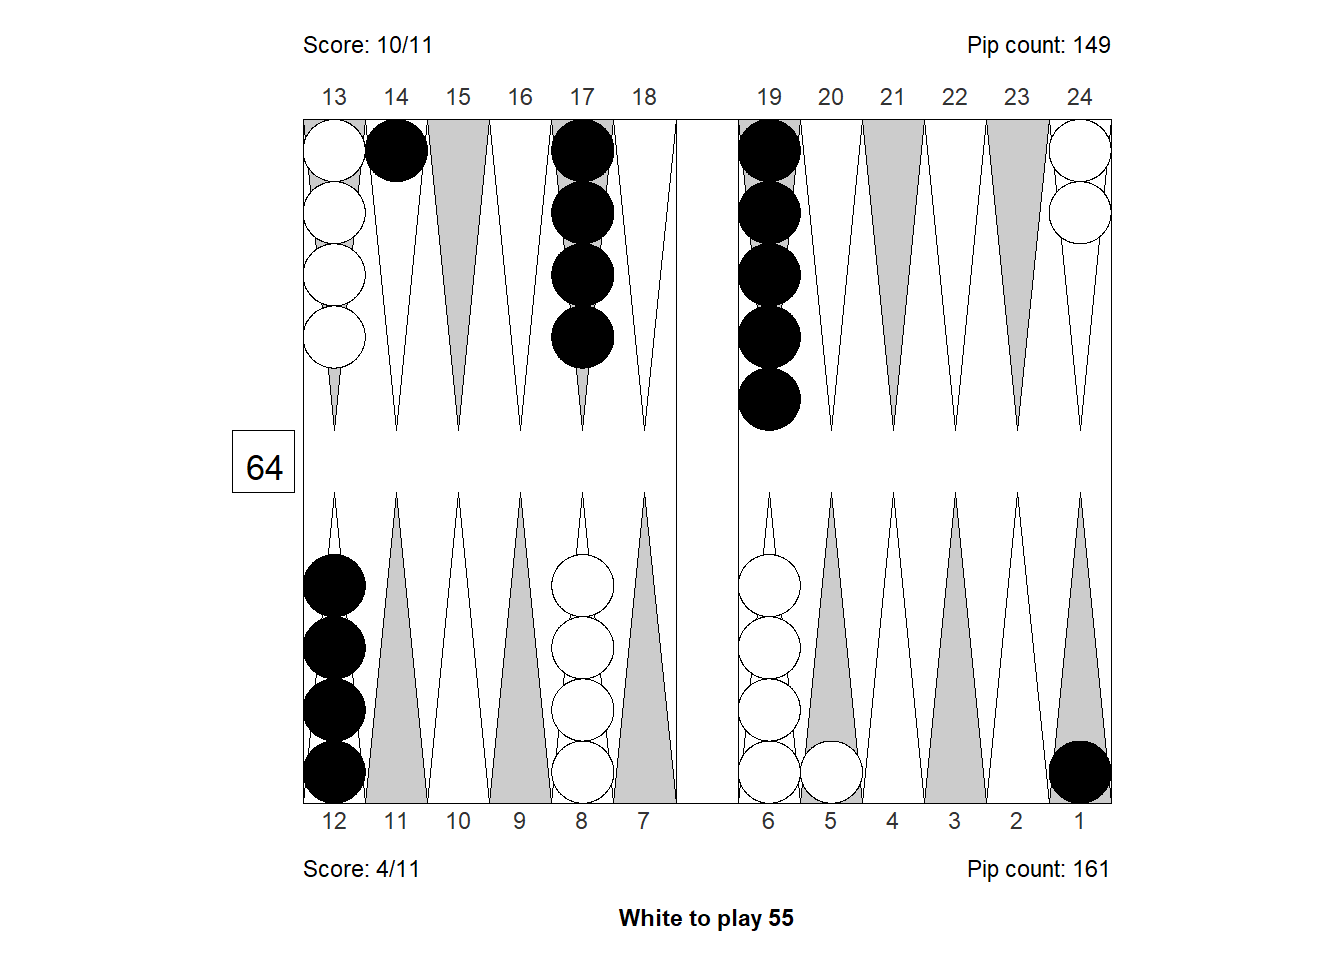 Score: 10/11 Pip count: 149
13 14 15 16 17 18 19 20 21 22 23 24
64
12 11 10 9 8 7 6 5 4 3 2 1
Score: 4/11 Pip count: 161
White to play 55